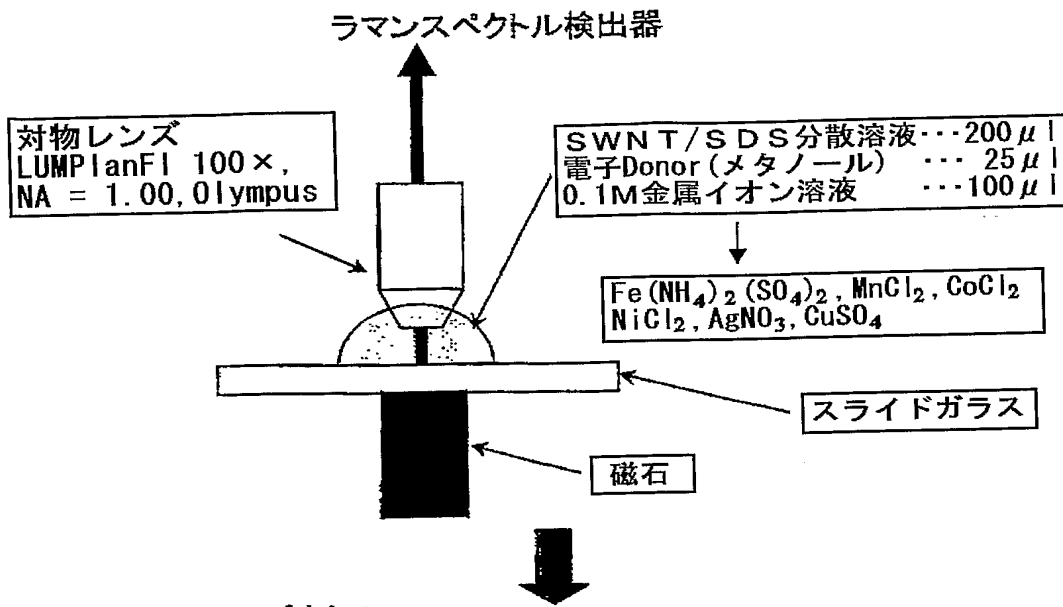 ラマンスペクトル検出器
対物レンズ
LUMPlanFl 100×,
NA = 1.00, Olympus
SWNT/SDS分散溶液‥‥200μl
電子Donor(メタノール) ‥‥ 25μl
0.1M金属イオン溶液 ‥‥100μl
Fe(NH₄)₂(SO₄)₂, MnCl₂, CoCl₂
NiCl₂, AgNO₃, CuSO₄
スライドガラス
磁石